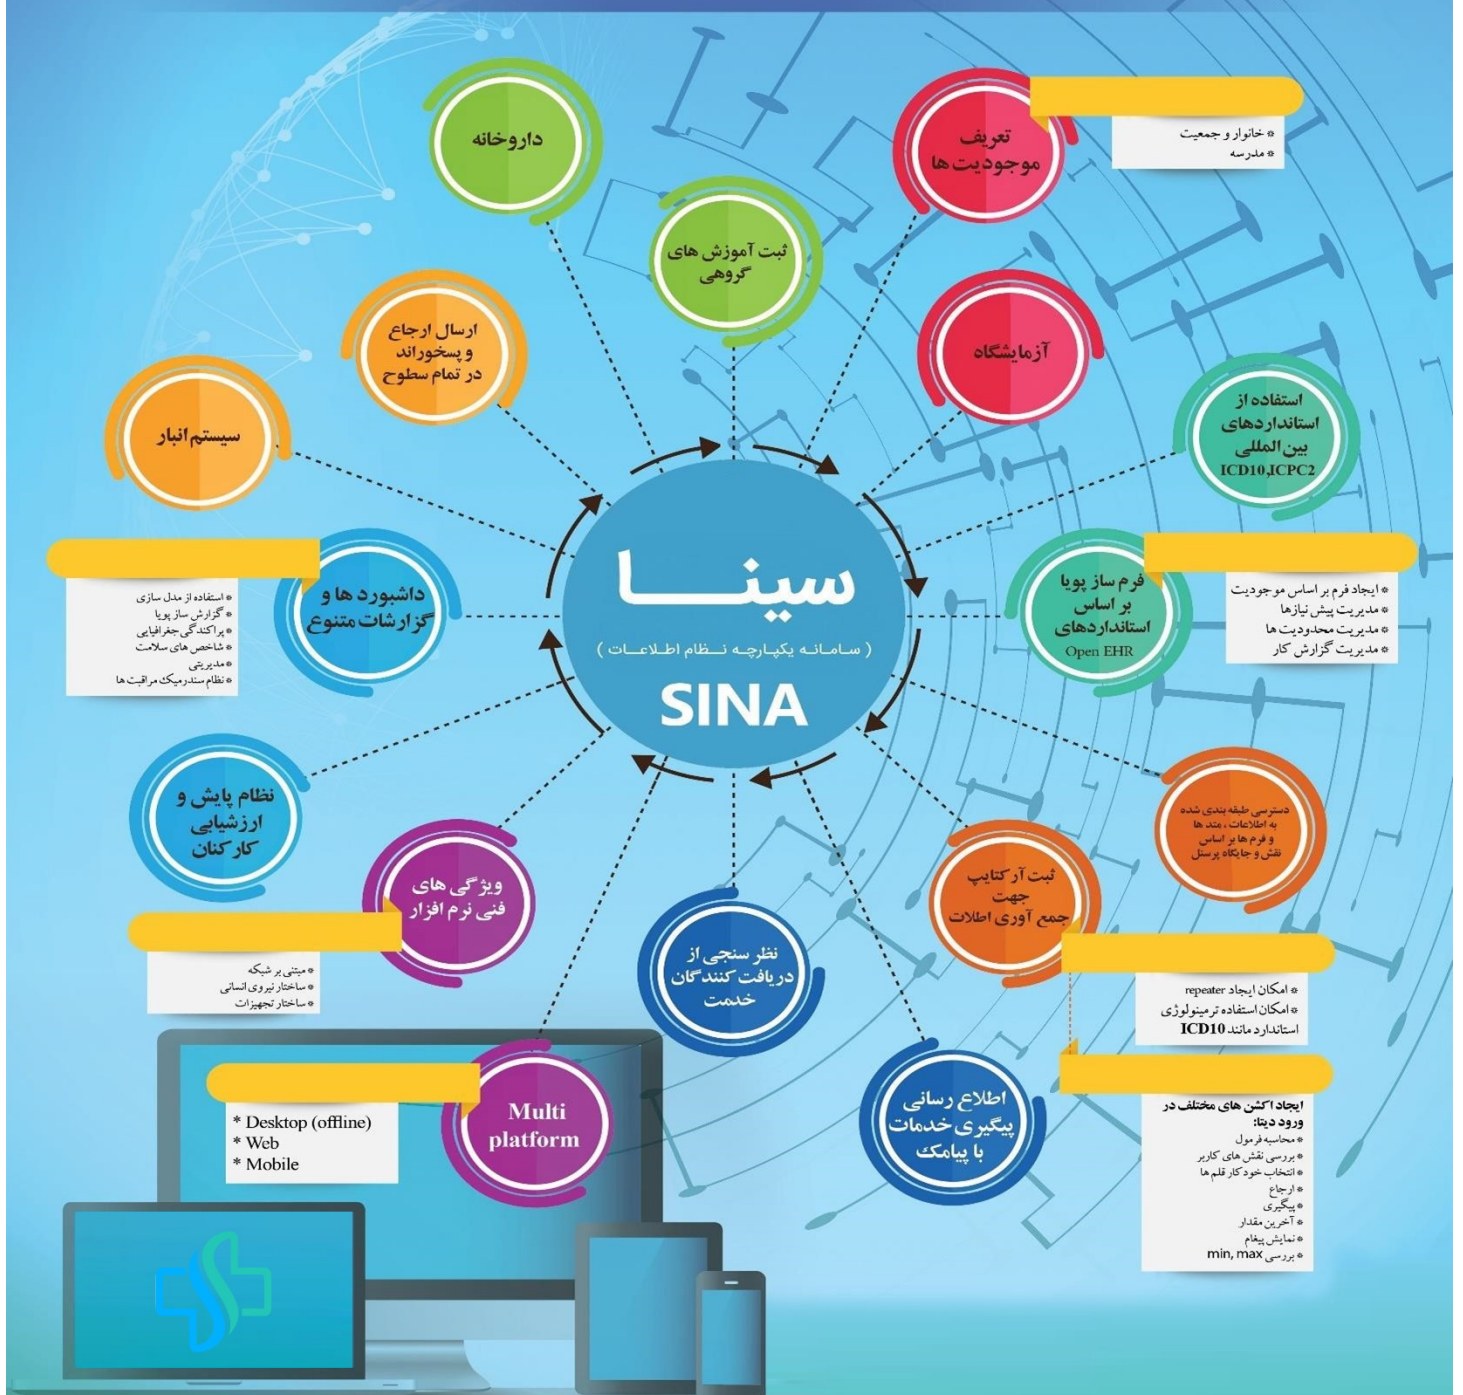 داروخانه
تعریف
موجودیت ها
* خانوار و جمعیت
* مدرسه
ثبت آموزش های
گروهی
ارسال ارجاع
و پسخوراند
در تمام سطوح
آزمایشگاه
سیستم انبار
استفاده از
استانداردهای
بین المللی
ICD10,ICPC2
داشبورد ها و
گزارشات متنوع
* استفاده از مدل سازی
* گزارش ساز پویا
* پراکندگی جغرافیایی
* شاخص های سلامت
* مدیریتی
* نظام سندرمیک مراقبت ها
سینــــا
( سـامـانـه یکپـارچـه نــظام اطـلاعــات )
SINA
فرم ساز پویا
بر اساس
استانداردهای
Open EHR
* ایجاد فرم بر اساس موجودیت
* مدیریت پیش نیازها
* مدیریت محدودیت ها
* مدیریت گزارش کار
نظام پایش و
ارزشیابی
کارکنان
دسترسی طبقه بندی شده
به اطلاعات ، متد ها
و فرم ها بر اساس
نقش و جایگاه پرسنل
ویژگی های
فنی نرم افزار
* مبتنی بر شبکه
* ساختار نیروی انسانی
* ساختار تجهیزات
نظر سنجی از
دریافت کنندگان
خدمت
ثبت آرکتایپ
جهت
جمع آوری اطلات
* امکان ایجاد repeater
* امکان استفاده ترمینولوژی
استاندارد مانند ICD10
Multi
platform
* Desktop (offline)
* Web
* Mobile
اطلاع رسانی
پیگیری خدمات
با پیامک
ایجاد اکشن های مختلف در
ورود دیتا:
* محاسبه فرمول
* بررسی نقش های کاربر
* انتخاب خودکار قلم ها
* ارجاع
* پیگیری
* آخرین مقدار
* نمایش پیغام
* بررسی min, max